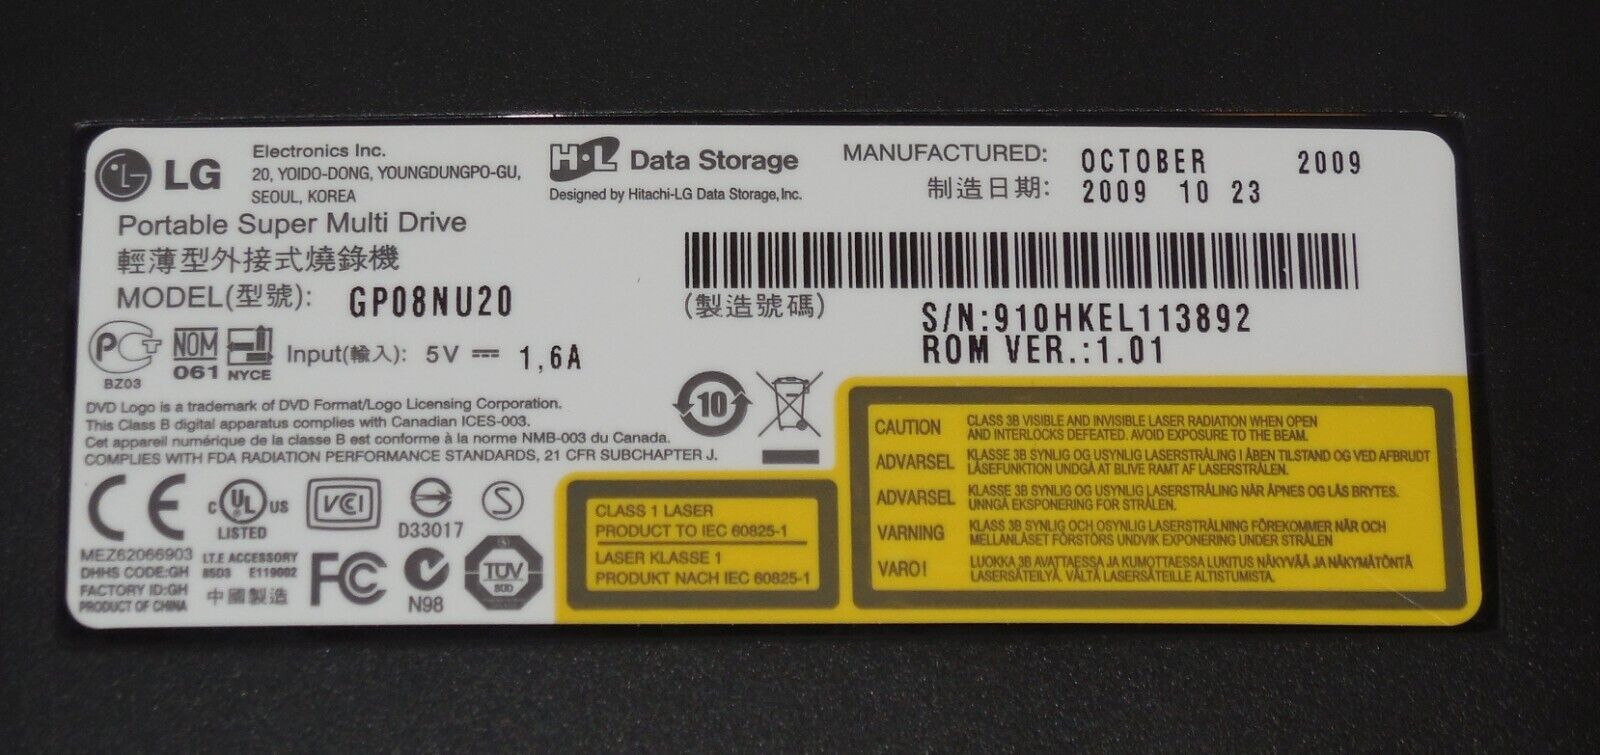 LG
Electronics Inc.
20, YOIDO-DONG, YOUNGDUNGPO-GU,
SEOUL, KOREA
H·L Data Storage
Designed by Hitachi-LG Data Storage, Inc.
MANUFACTURED: OCTOBER 2009
制造日期: 2009 10 23
Portable Super Multi Drive
輕薄型外接式燒錄機
MODEL(型號): GP08NU20
(製造號碼)
S/N:910HKEL113892
ROM VER.:1.01
PCT
BZ03
NOM
061 NYCE
Input(輸入): 5V 1,6A
DVD Logo is a trademark of DVD Format/Logo Licensing Corporation.
This Class B digital apparatus complies with Canadian ICES-003.
Cet appareil numérique de la classe B est conforme à la norme NMB-003 du Canada.
COMPLIES WITH FDA RADIATION PERFORMANCE STANDARDS, 21 CFR SUBCHAPTER J.
10
CE
C UL US
LISTED
VCI
D33017
S
MEZ62066903
DHHS CODE:GH
FACTORY ID:GH
PRODUCT OF CHINA
I.T.E ACCESSORY
85D3 E119002
中國製造
FC
N98
TUV
CLASS 1 LASER
PRODUCT TO IEC 60825-1
LASER KLASSE 1
PRODUKT NACH IEC 60825-1
CAUTION CLASS 3B VISIBLE AND INVISIBLE LASER RADIATION WHEN OPEN
AND INTERLOCKS DEFEATED. AVOID EXPOSURE TO THE BEAM.
ADVARSEL KLASSE 3B SYNLIG OG USYNLIG LASERSTRÅLING I ÅBEN TILSTAND OG VED AFBRUDT
LÅSEFUNKTION UNDGÅ AT BLIVE RAMT AF LASERSTRÅLEN.
ADVARSEL KLASSE 3B SYNLIG OG USYNLIG LASERSTRÅLING NÅR ÅPNES OG LÅS BRYTES.
UNNGÅ EKSPONERING FOR STRÅLEN.
VARNING KLASS 3B SYNLIG OCH OSYNLIG LASERSTRÅLNING FÖREKOMMER NÄR OCH
MELLANLÅSET FÖRSTÖRS UNDVIK EXPONERING UNDER STRÅLEN
VARO! LUOKKA 3B AVATTAESSA JA KUMOTTAESSA LUKITUS NÄKYVÄÄ JA NÄKYMÄTÖNTÄ
LASERSÄTEILYÄ. VÄLTÄ LASERSÄTEILLE ALTISTUMISTA.